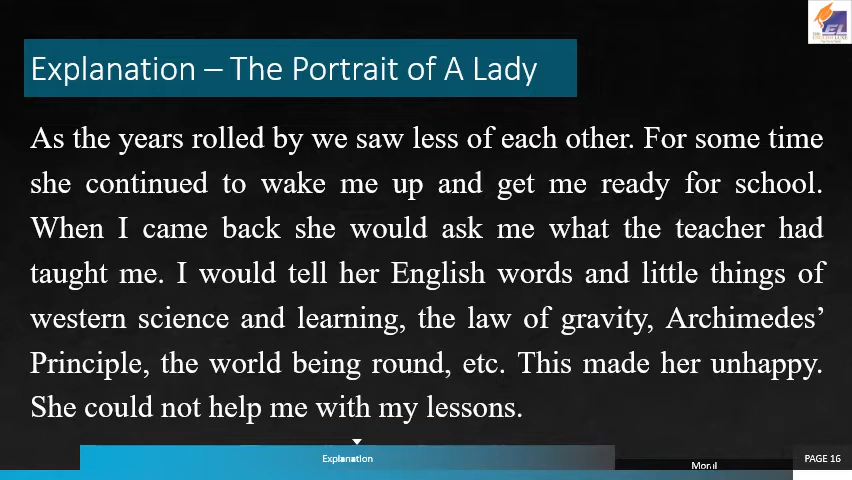 EL
Explanation – The Portrait of A Lady
As the years rolled by we saw less of each other. For some time
she continued to wake me up and get me ready for school.
When I came back she would ask me what the teacher had
taught me. I would tell her English words and little things of
western science and learning, the law of gravity, Archimedes’
Principle, the world being round, etc. This made her unhappy.
She could not help me with my lessons.
Explanation
Moral
PAGE 16